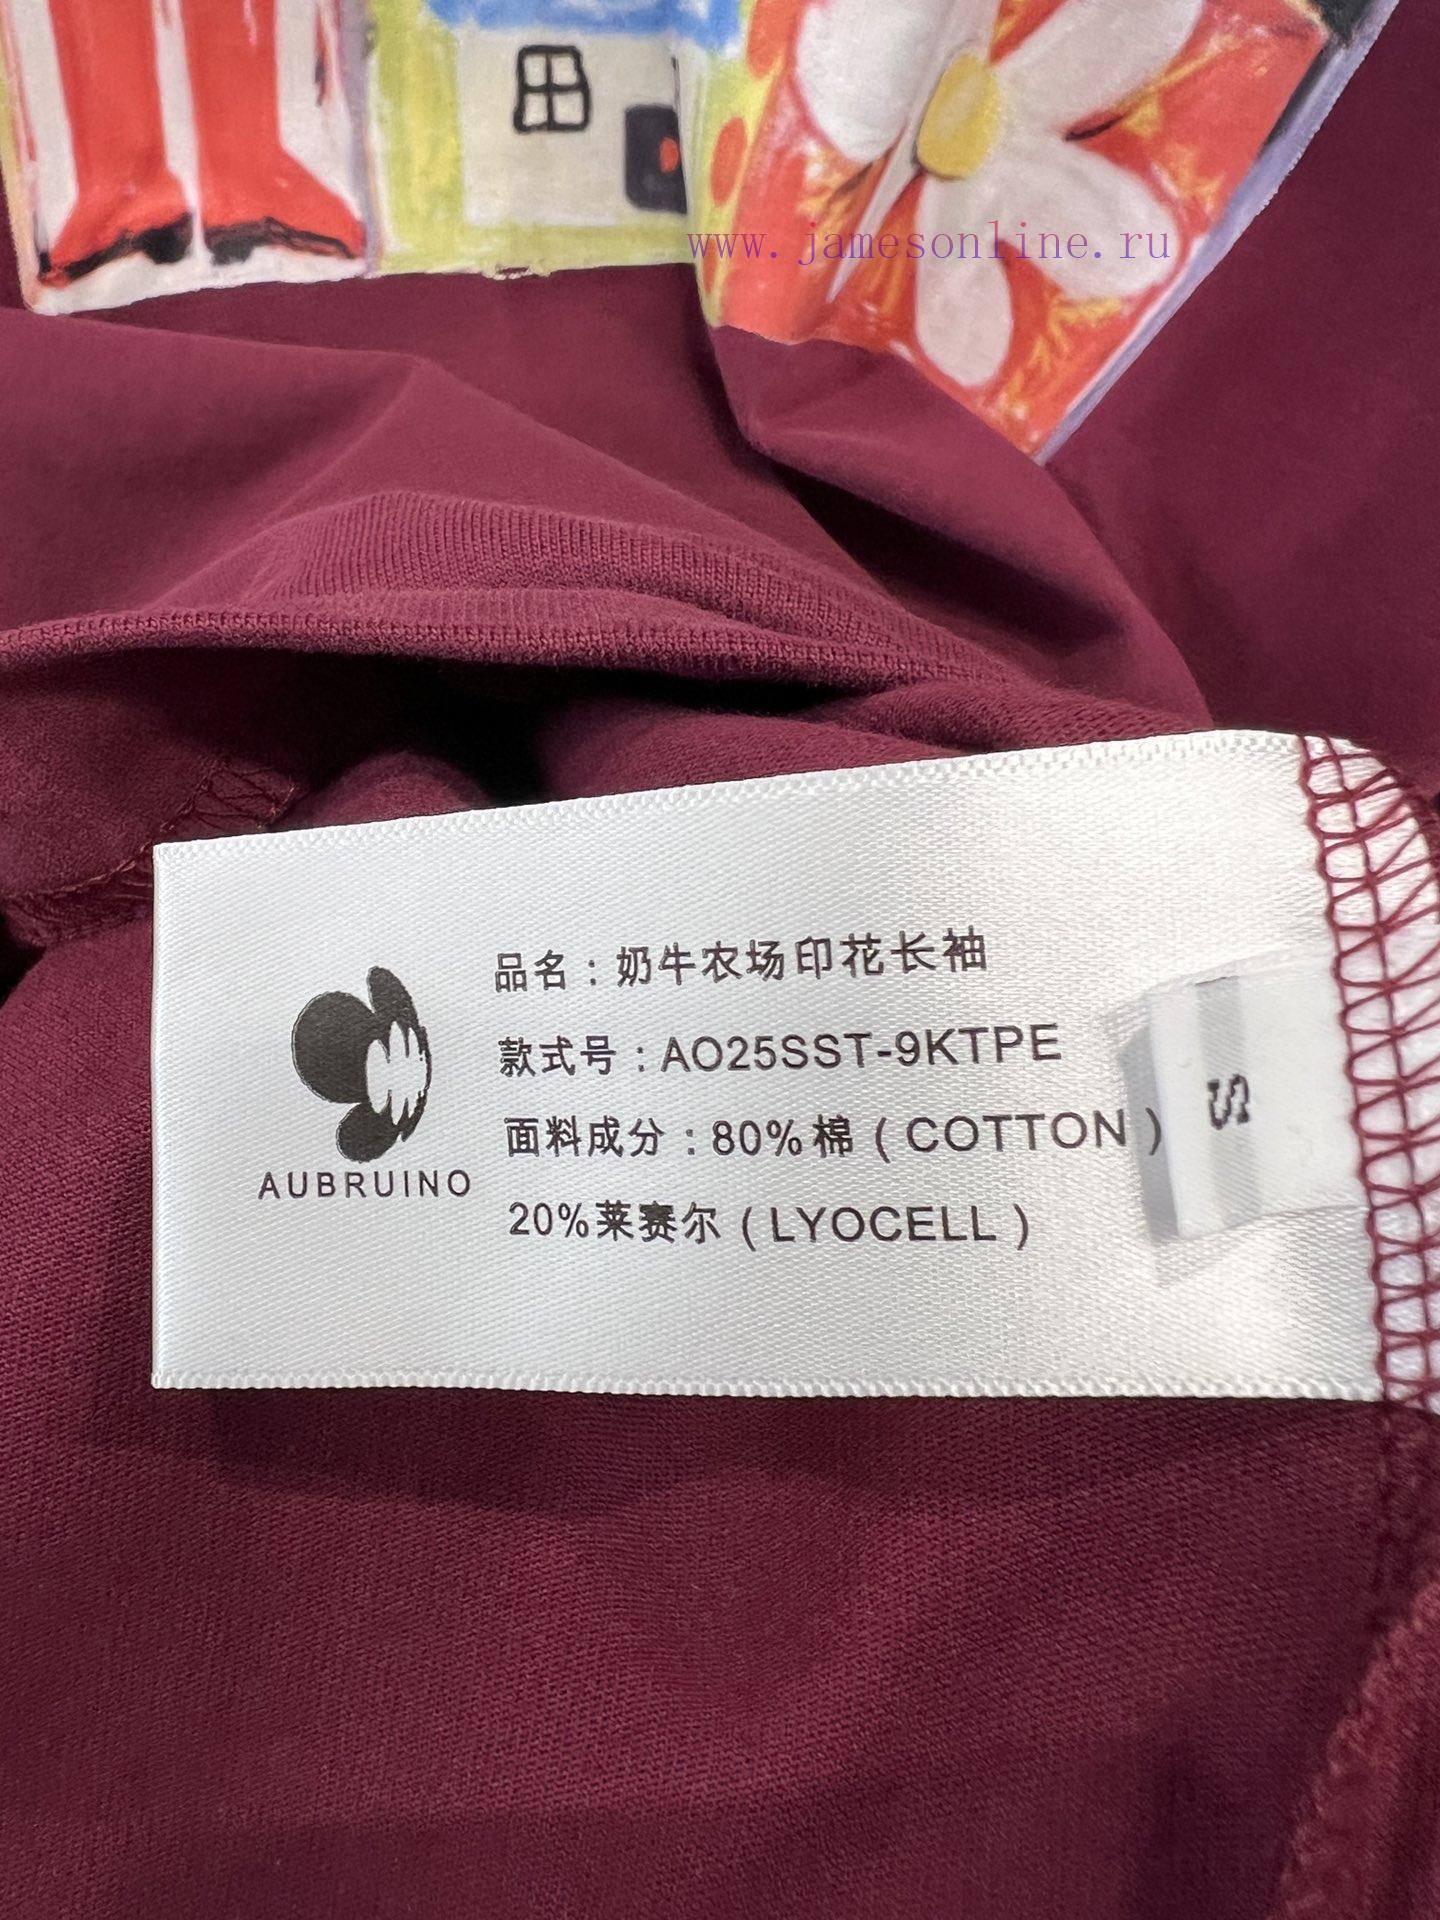 www.jamesonline.ru
品名：奶牛农场印花长袖
款式号：AO25SST-9KTPE
面料成分：80%棉（COTTON）
20%莱赛尔（LYOCELL）
AUBRUINO
S